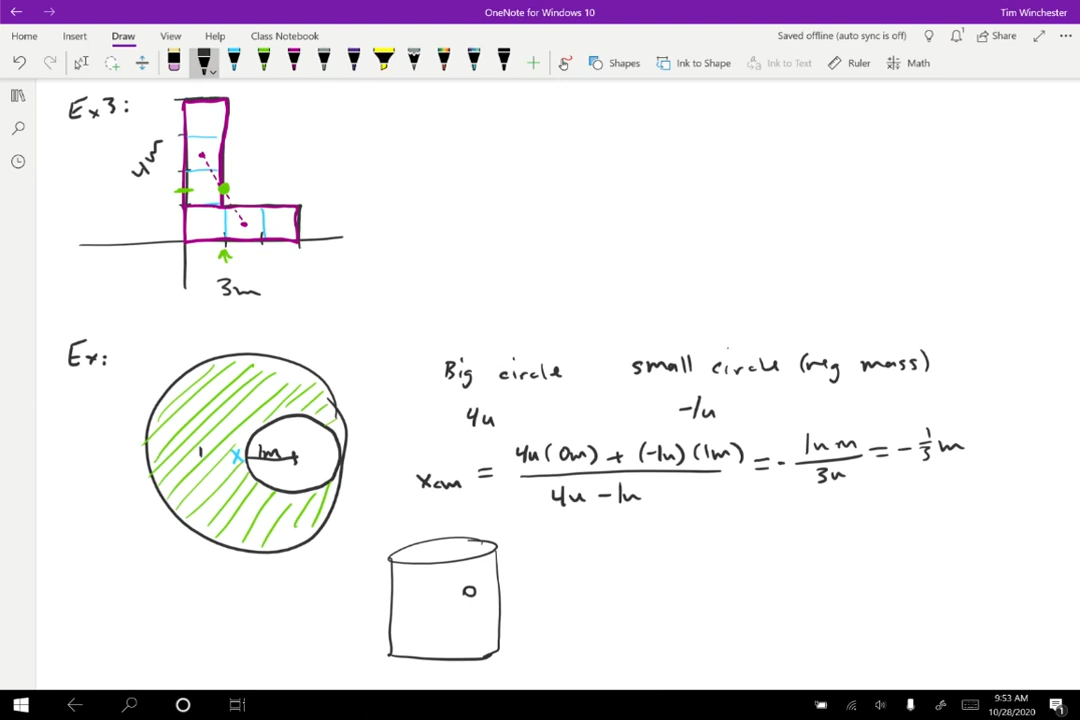 OneNote for Windows 10
Tim Winchester
Home Insert Draw View Help Class Notebook
Saved offline (auto sync is off) Share
Shapes Ink to Shape Ink to Text Ruler Math
Ex3:
4m
3m
Ex:
1m
Big circle small circle (neg mass)
4u -1u
xcm = 4u(0m) + (-1u)(1m) / 4u - 1u = - 1u m / 3u = - 1/3 m
9:53 AM
10/28/2020
1